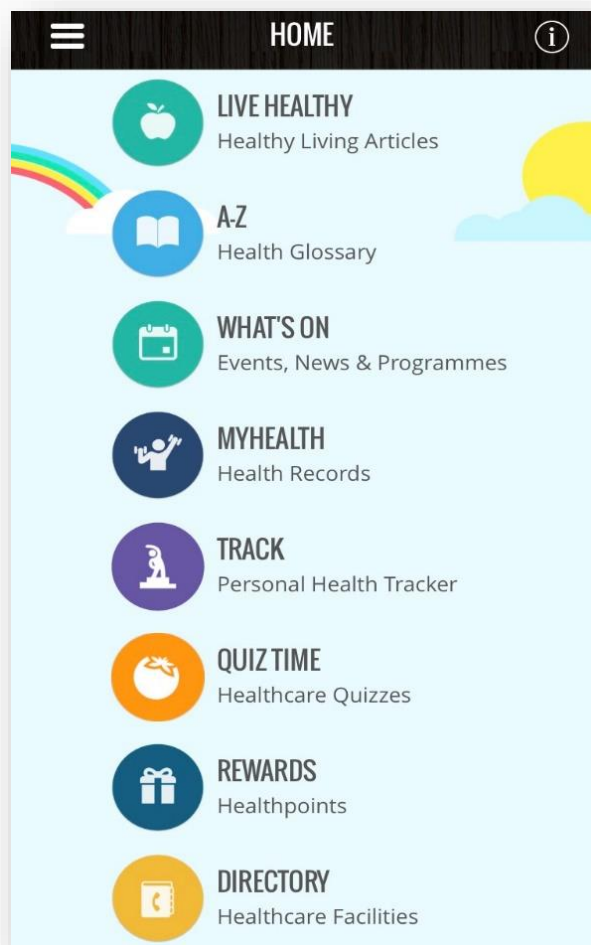 HOME
LIVE HEALTHY
Healthy Living Articles
A-Z
Health Glossary
WHAT'S ON
Events, News & Programmes
MYHEALTH
Health Records
TRACK
Personal Health Tracker
QUIZ TIME
Healthcare Quizzes
REWARDS
Healthpoints
DIRECTORY
Healthcare Facilities